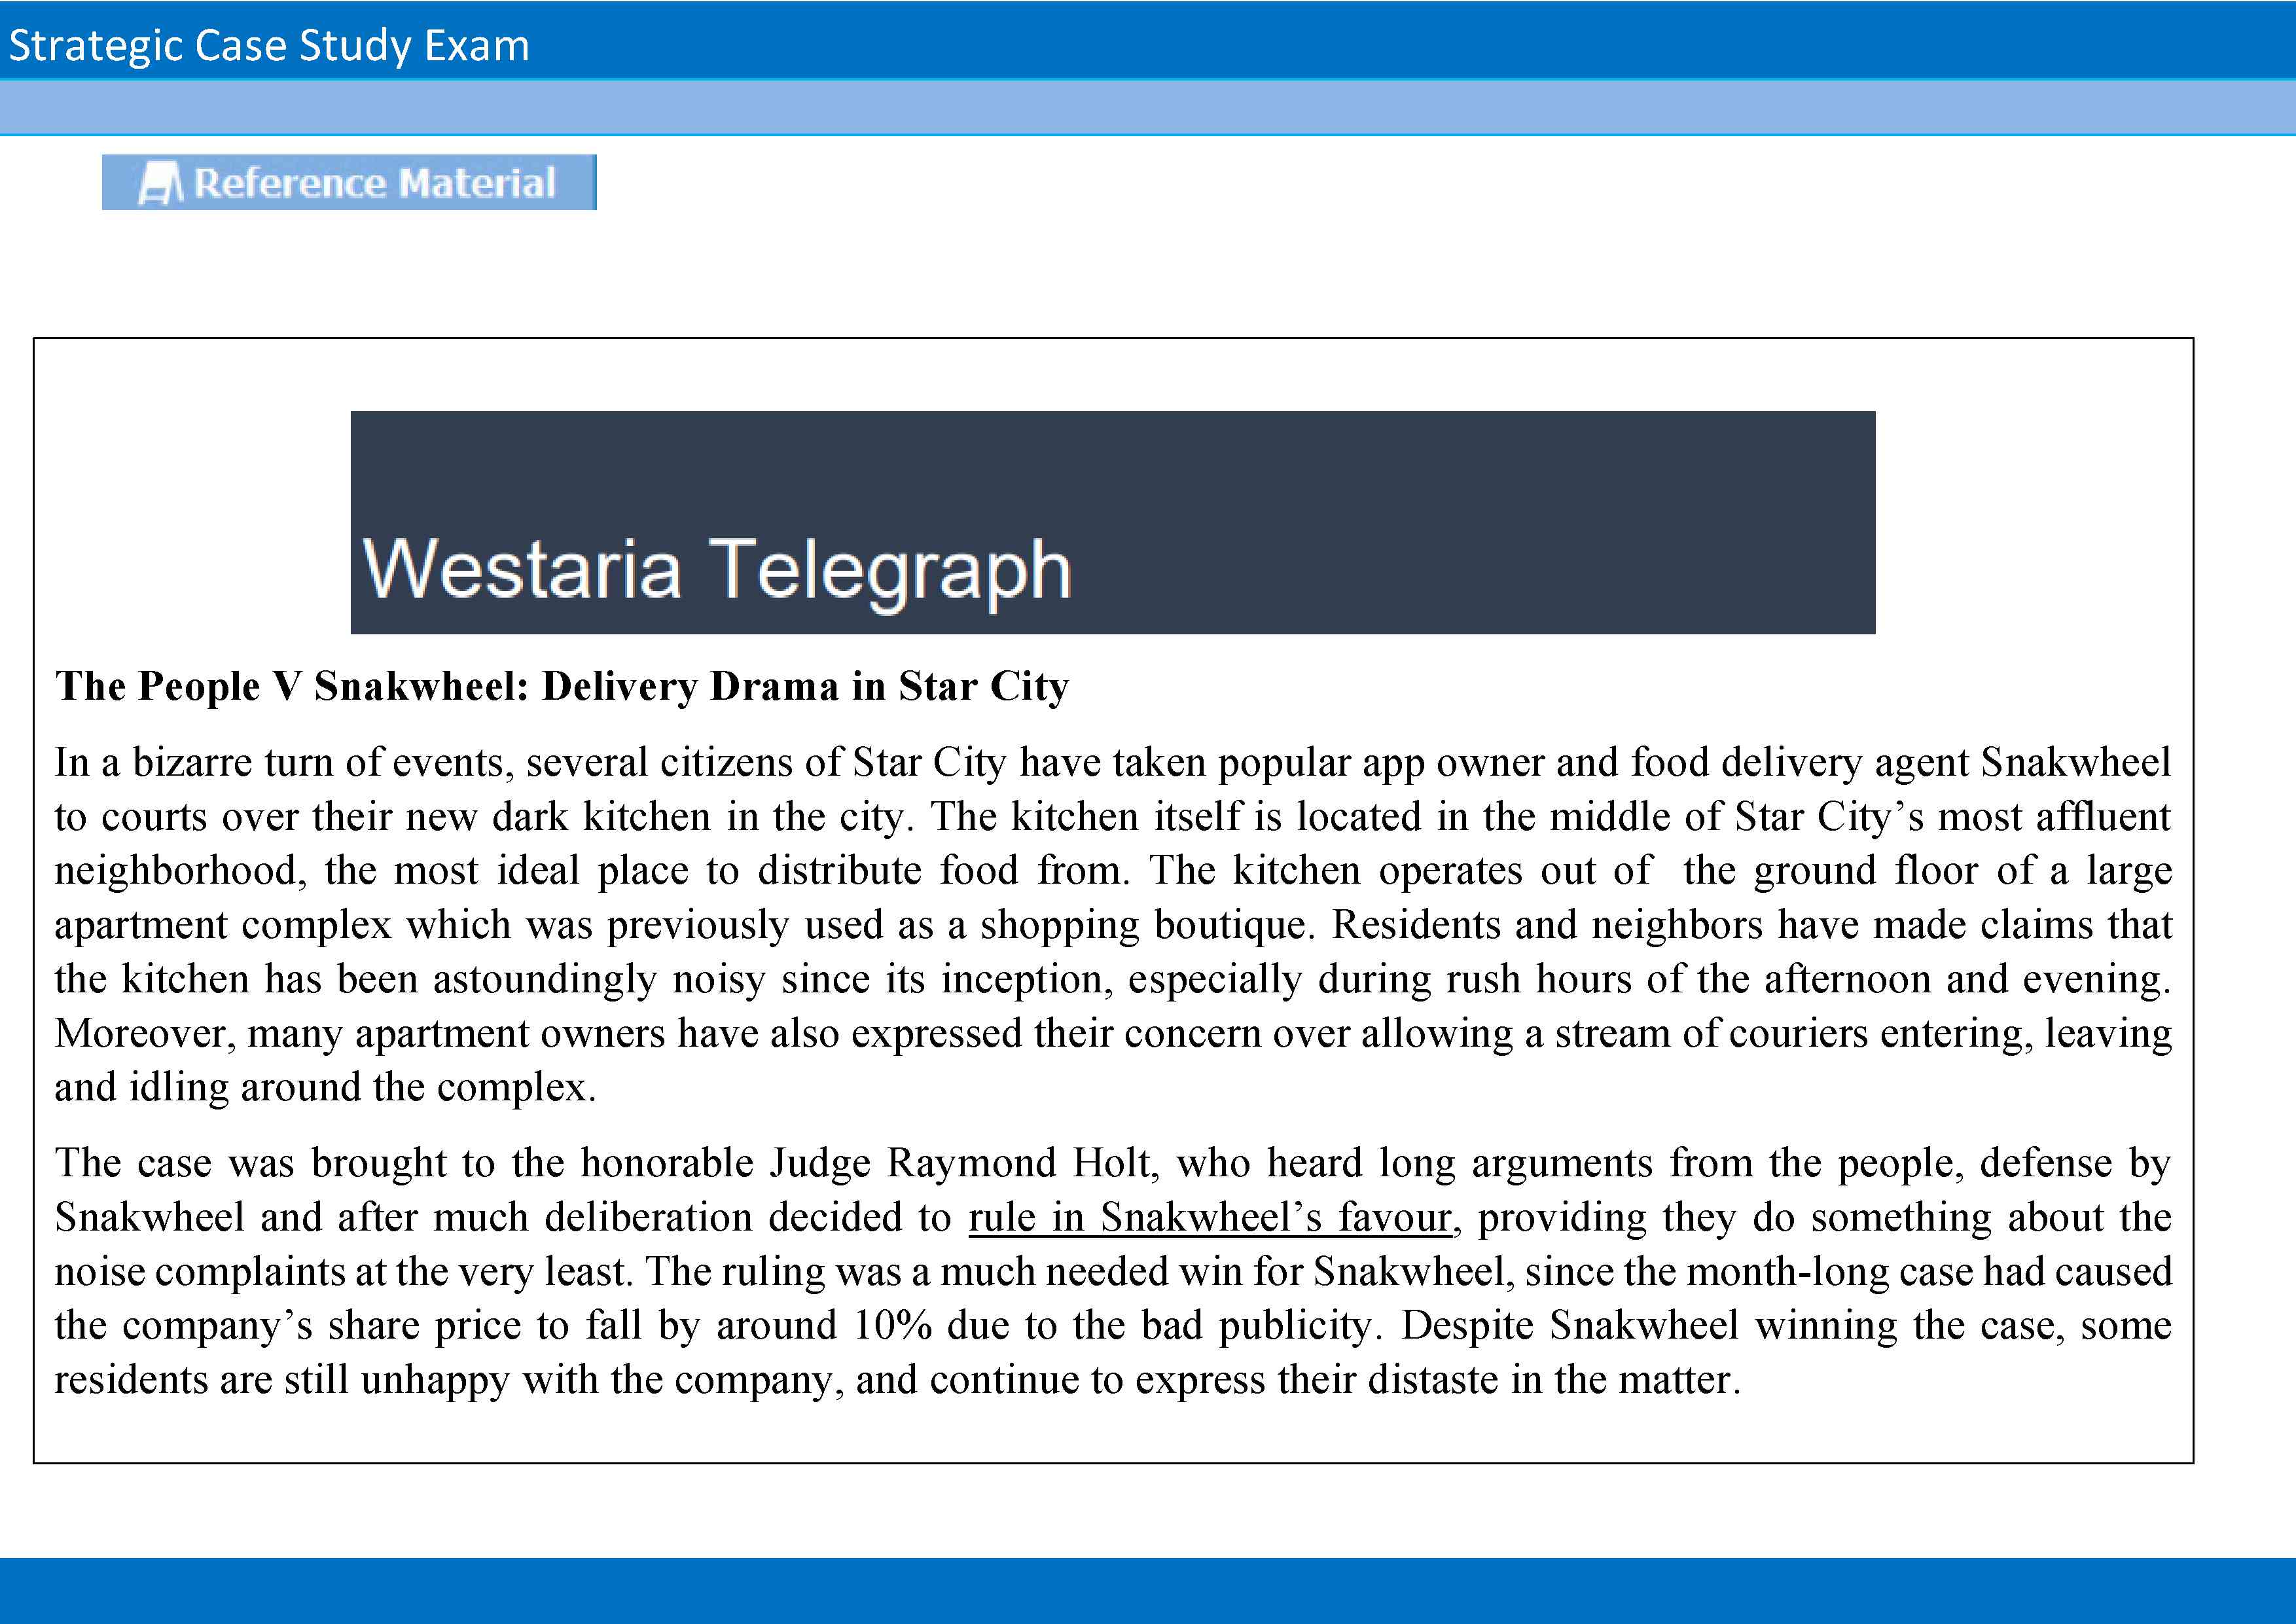 Strategic Case Study Exam
Reference Material
Westaria Telegraph
The People V Snakwheel: Delivery Drama in Star City
In a bizarre turn of events, several citizens of Star City have taken popular app owner and food delivery agent Snakwheel
to courts over their new dark kitchen in the city. The kitchen itself is located in the middle of Star City’s most affluent
neighborhood, the most ideal place to distribute food from. The kitchen operates out of the ground floor of a large
apartment complex which was previously used as a shopping boutique. Residents and neighbors have made claims that
the kitchen has been astoundingly noisy since its inception, especially during rush hours of the afternoon and evening.
Moreover, many apartment owners have also expressed their concern over allowing a stream of couriers entering, leaving
and idling around the complex.
The case was brought to the honorable Judge Raymond Holt, who heard long arguments from the people, defense by
Snakwheel and after much deliberation decided to rule in Snakwheel’s favour, providing they do something about the
noise complaints at the very least. The ruling was a much needed win for Snakwheel, since the month-long case had caused
the company’s share price to fall by around 10% due to the bad publicity. Despite Snakwheel winning the case, some
residents are still unhappy with the company, and continue to express their distaste in the matter.